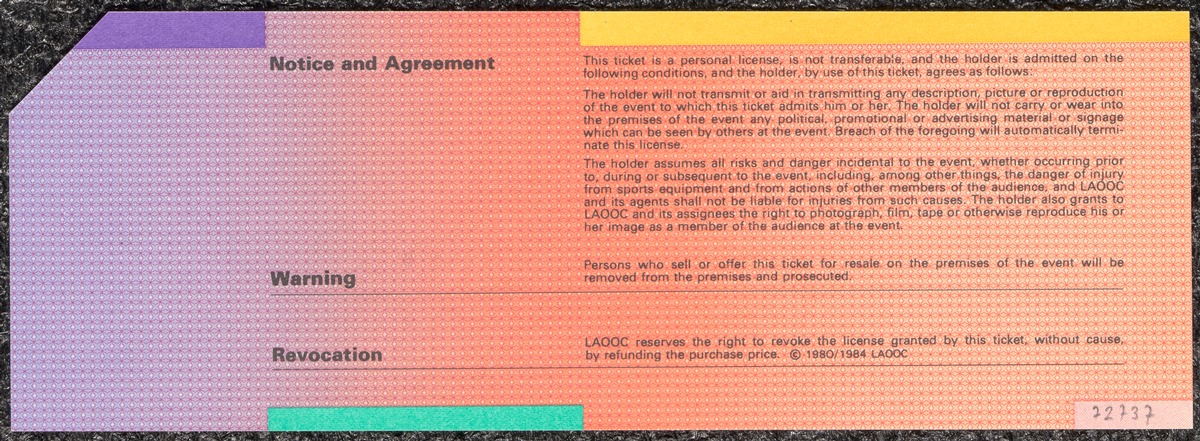 Notice and Agreement
This ticket is a personal license, is not transferable, and the holder is admitted on the
following conditions, and the holder, by use of this ticket, agrees as follows:
The holder will not transmit or aid in transmitting any description, picture or reproduction
of the event to which this ticket admits him or her. The holder will not carry or wear into
the premises of the event any political, promotional or advertising material or signage
which can be seen by others at the event. Breach of the foregoing will automatically termi-
nate this license.
The holder assumes all risks and danger incidental to the event, whether occurring prior
to, during or subsequent to the event, including, among other things, the danger of injury
from sports equipment and from actions of other members of the audience, and LAOOC
and its agents shall not be liable for injuries from such causes. The holder also grants to
LAOOC and its assignees the right to photograph, film, tape or otherwise reproduce his or
her image as a member of the audience at the event.
Warning
Persons who sell or offer this ticket for resale on the premises of the event will be
removed from the premises and prosecuted.
Revocation
LAOOC reserves the right to revoke the license granted by this ticket, without cause,
by refunding the purchase price. © 1980/1984 LAOOC
22737